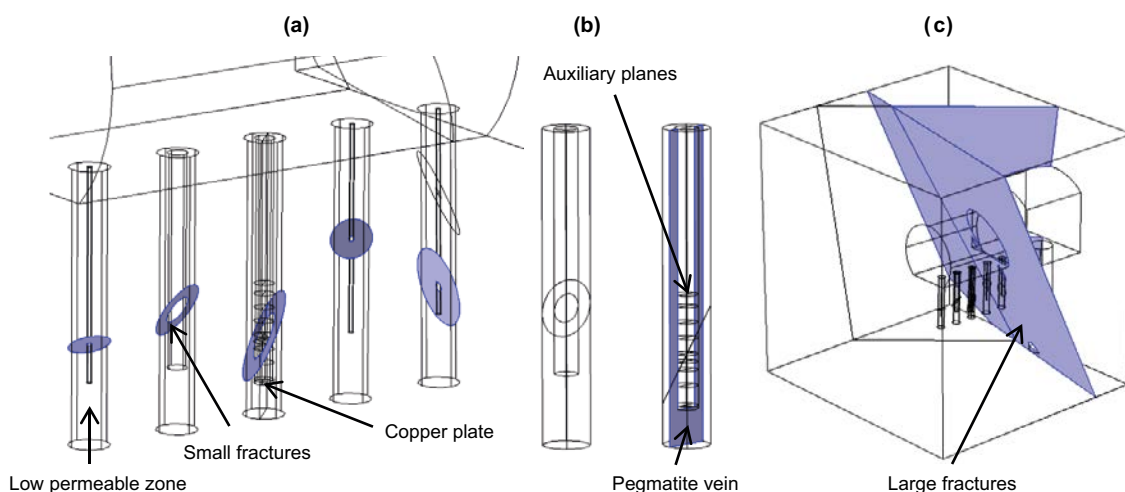 (a)
(b)
(c)
Auxiliary planes
Copper plate
Small fractures
Low permeable zone
Pegmatite vein
Large fractures